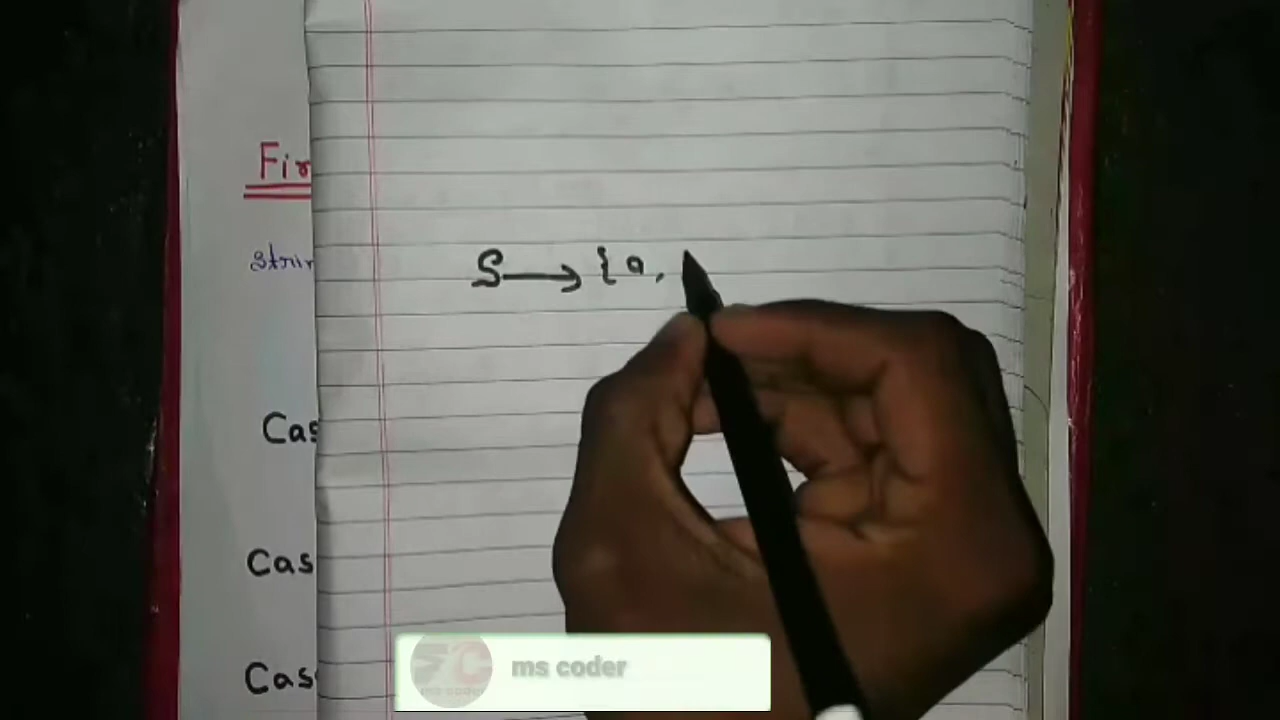 Fir
Strin
S → {a,
Cas
Cas
Cas
ms coder